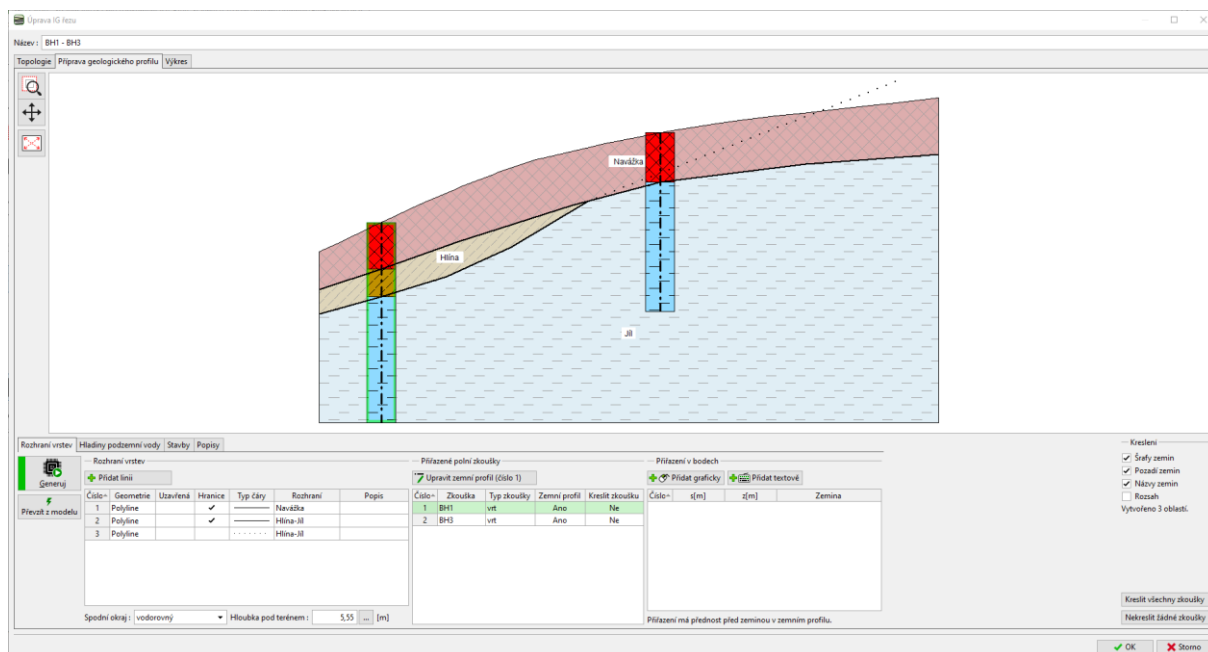 Úprava IG řezu
Název : BH1 - BH3
Topologie Příprava geologického profilu Výkres
Navážka
Hlína
Jíl
Rozhraní vrstev Hladiny podzemní vody Stavby Popisy
Generuj
Převzít z modelu
Rozhraní vrstev
Přidat linii
Číslo Geometrie Uzavřená Hranice Typ čáry Rozhraní Popis
1 Polyline Navážka
2 Polyline Hlína-Jíl
3 Polyline Hlína-Jíl
Spodní okraj : vodorovný Hloubka pod terénem : 5,55 ... [m]
Přiřazené polní zkoušky
Upravit zemní profil (číslo 1)
Číslo Zkouška Typ zkoušky Zemní profil Kreslit zkoušku
1 BH1 vrt Ano Ne
2 BH3 vrt Ano Ne
Přiřazení v bodech
Přidat graficky Přidat textově
Číslo s[m] z[m] Zemina
Přiřazení má přednost před zeminou v zemním profilu.
Kreslení
Šrafy zemin
Pozadí zemin
Názvy zemin
Rozsah
Vytvořeno 3 oblastí.
Kreslit všechny zkoušky
Nekreslit žádné zkoušky
OK Storno